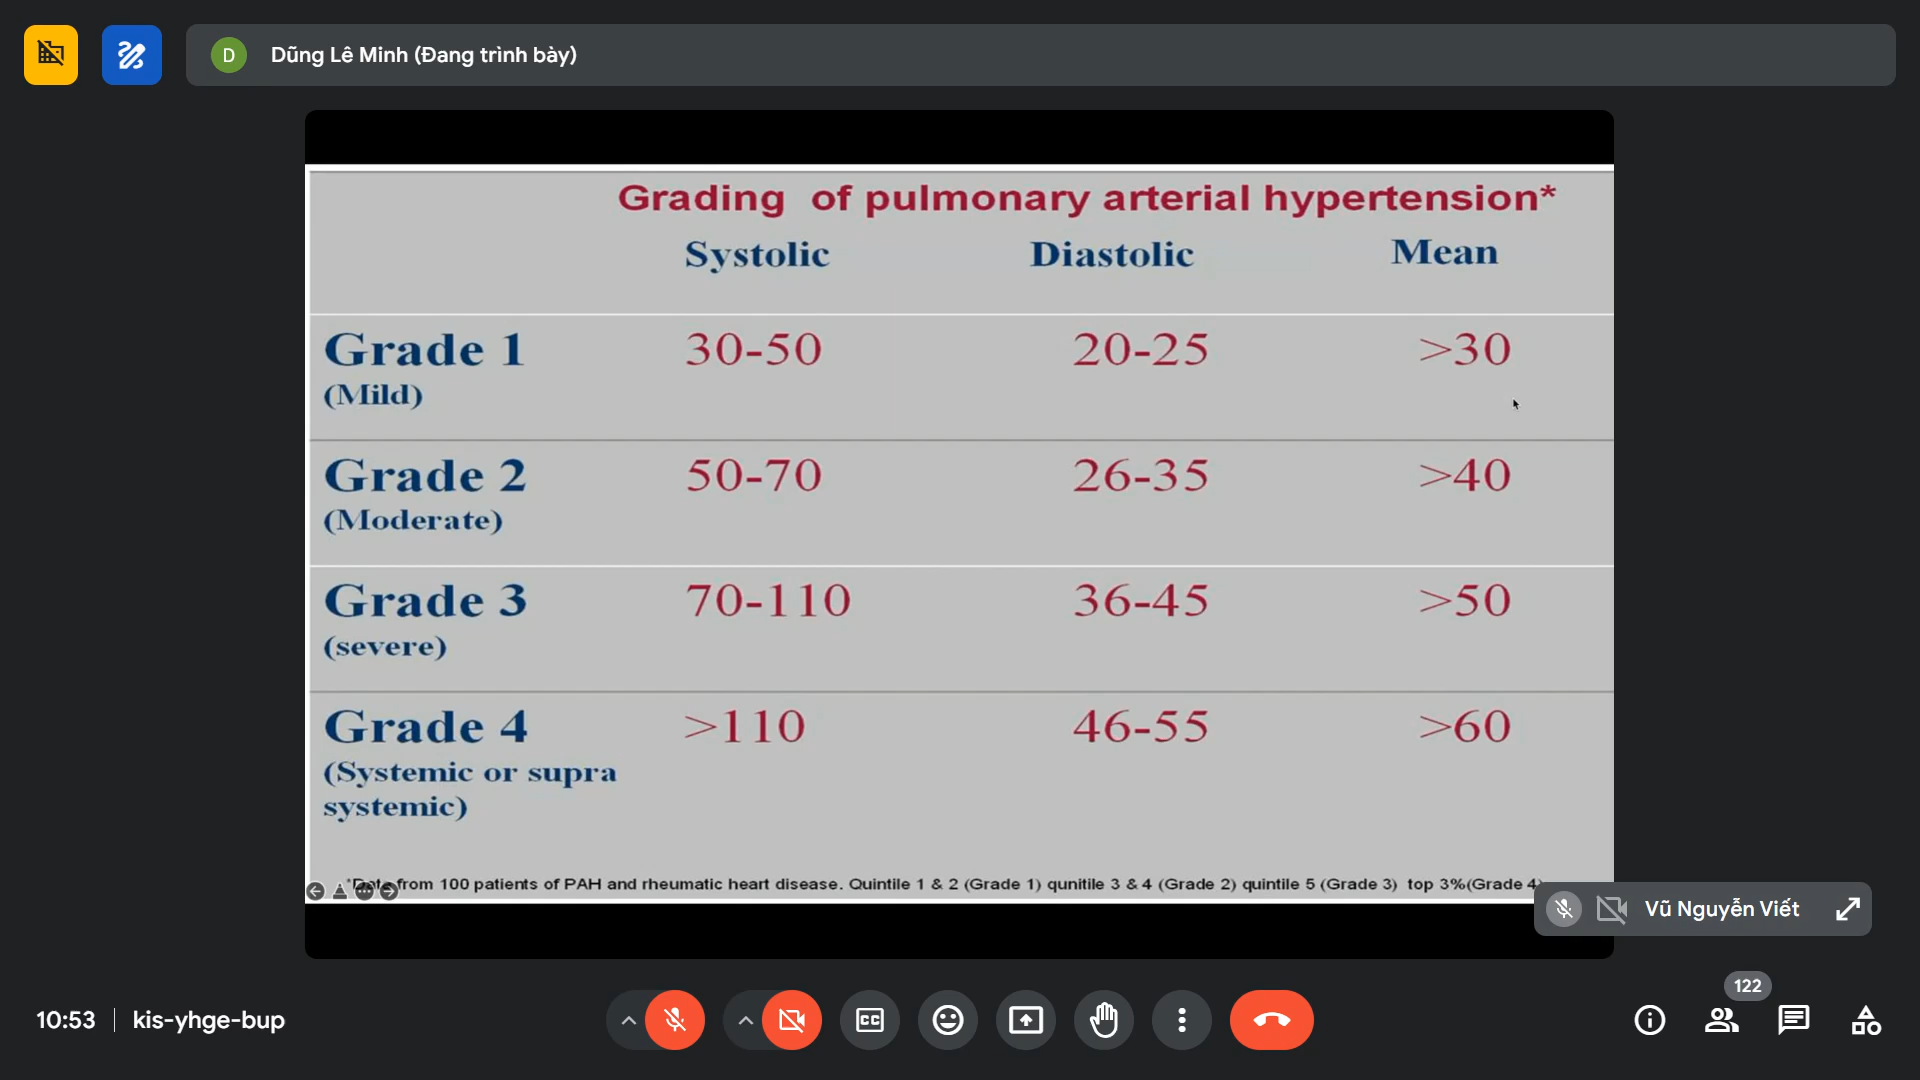 D Dũng Lê Minh (Đang trình bày)
Grading of pulmonary arterial hypertension*
Systolic Diastolic Mean
Grade 1 30-50 20-25 >30
(Mild)
Grade 2 50-70 26-35 >40
(Moderate)
Grade 3 70-110 36-45 >50
(severe)
Grade 4 >110 46-55 >60
(Systemic or supra
systemic)
*Data from 100 patients of PAH and rheumatic heart disease. Quintile 1 & 2 (Grade 1) qunitile 3 & 4 (Grade 2) quintile 5 (Grade 3) top 3%(Grade 4)
Vũ Nguyễn Viết
122
10:53 kis-yhge-bup
CC